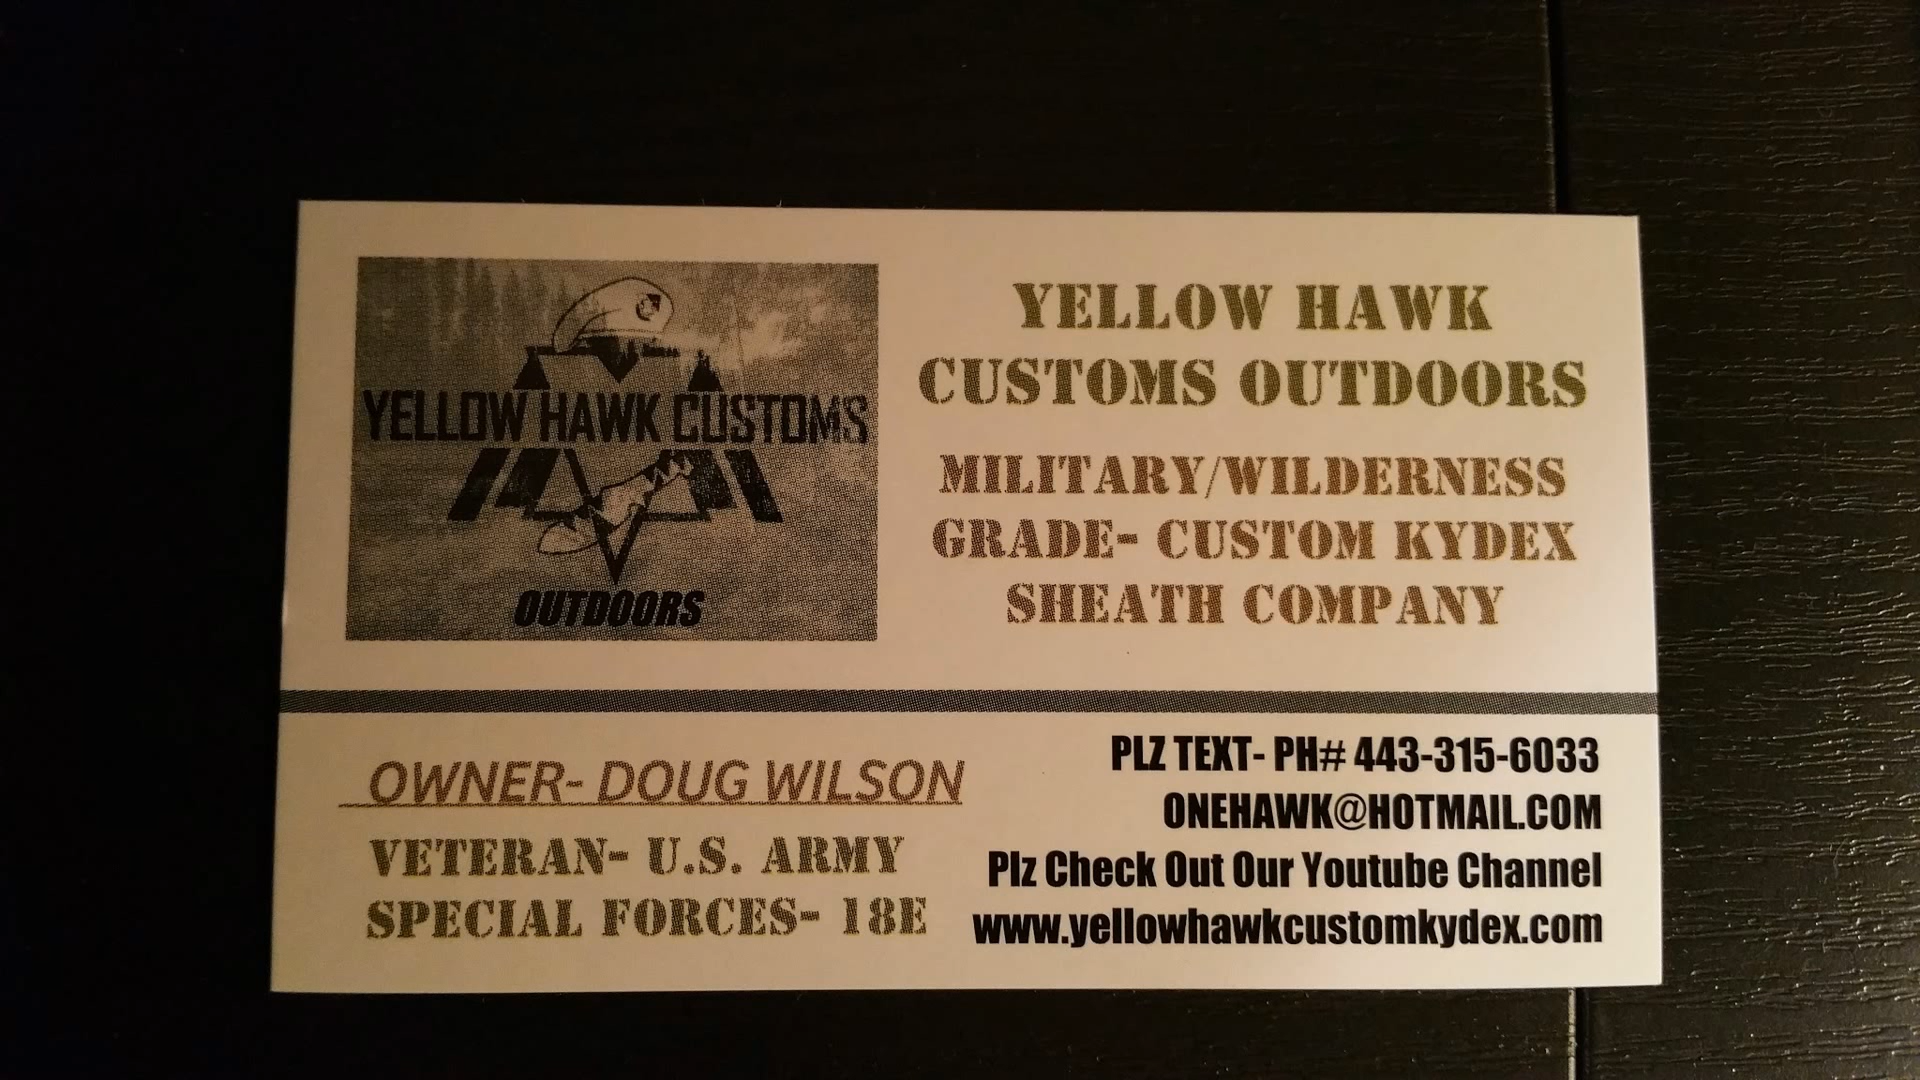 YELLOW HAWK CUSTOMS
OUTDOORS
YELLOW HAWK
CUSTOMS OUTDOORS
MILITARY/WILDERNESS
GRADE- CUSTOM KYDEX
SHEATH COMPANY
OWNER- DOUG WILSON
VETERAN- U.S. ARMY
SPECIAL FORCES- 18E
PLZ TEXT- PH# 443-315-6033
ONEHAWK@HOTMAIL.COM
Plz Check Out Our Youtube Channel
www.yellowhawkcustomkydex.com